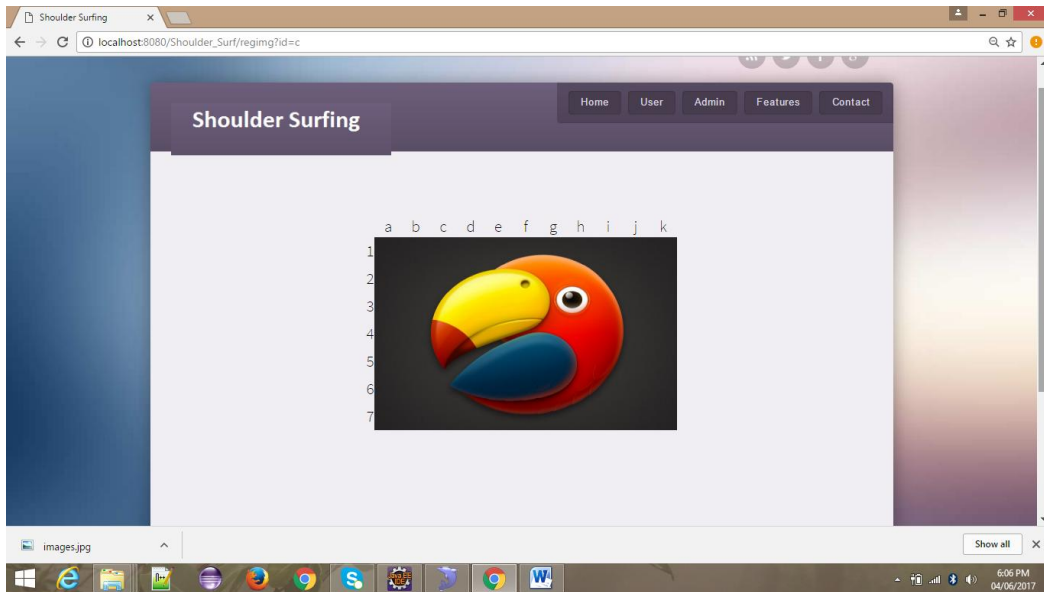 Shoulder Surfing
localhost:8080/Shoulder_Surf/regimg?id=c
Home User Admin Features Contact
Shoulder Surfing
a b c d e f g h i j k
1
2
3
4
5
6
7
images.jpg
Show all
6:06 PM
04/06/2017